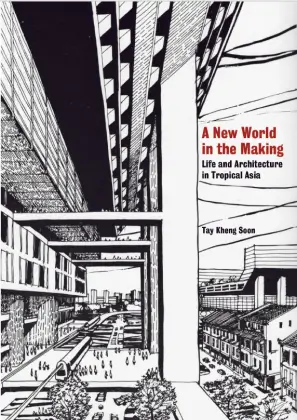 A New World
in the Making
Life and Architecture
in Tropical Asia
Tay Kheng Soon